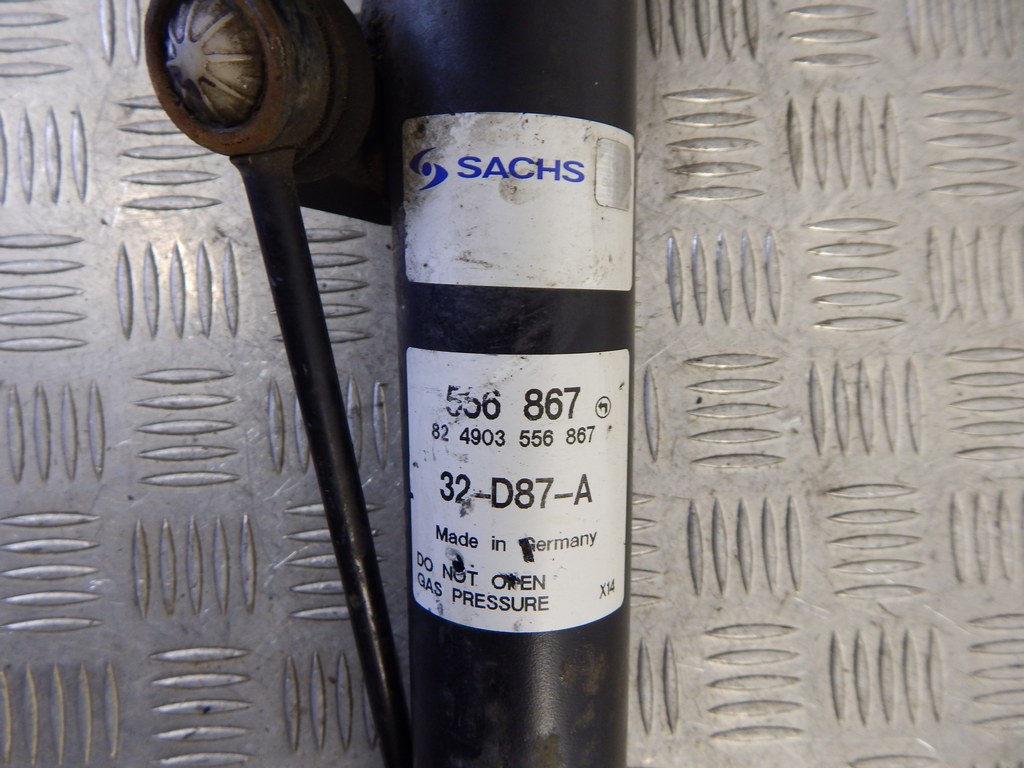 SACHS
556 867
82 4903 556 867
32-D87-A
Made in Germany
DO NOT OPEN
GAS PRESSURE
X14